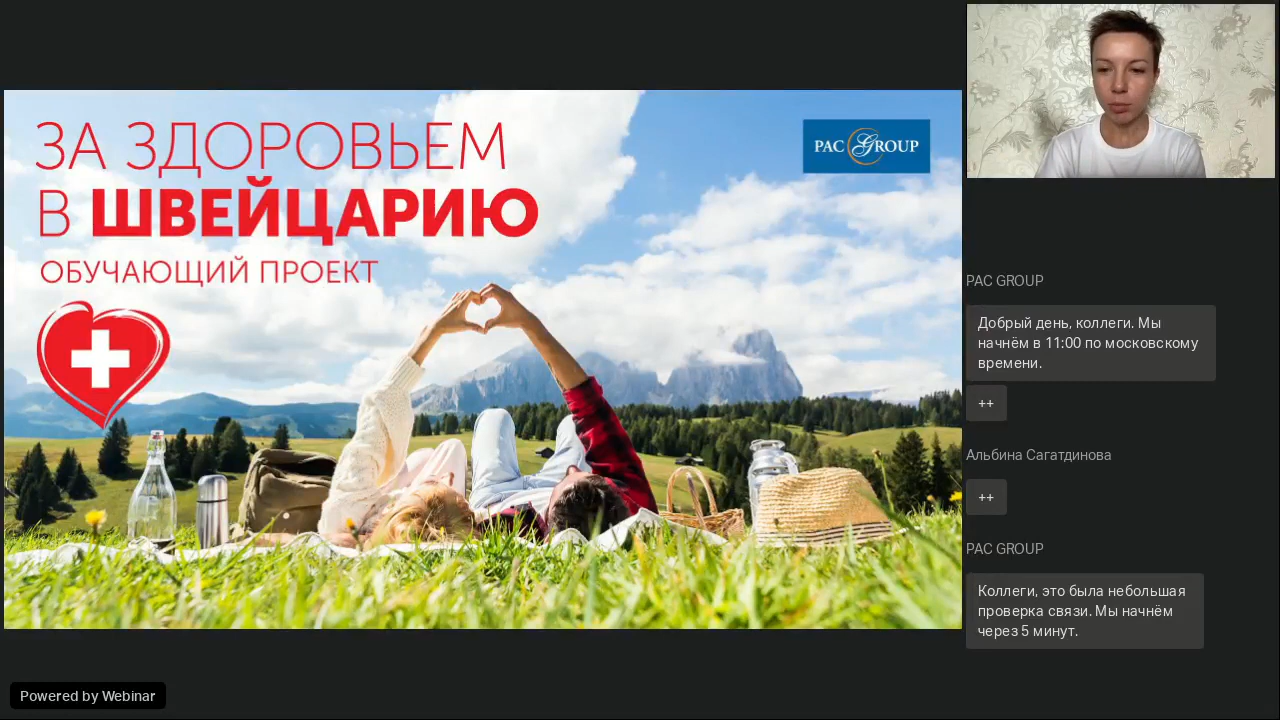 ЗА ЗДОРОВЬЕМ
В ШВЕЙЦАРИЮ
ОБУЧАЮЩИЙ ПРОЕКТ
PAC GROUP
PAC GROUP
Добрый день, коллеги. Мы
начнём в 11:00 по московскому
времени.
++
Альбина Сагатдинова
++
PAC GROUP
Коллеги, это была небольшая
проверка связи. Мы начнём
через 5 минут.
Powered by Webinar